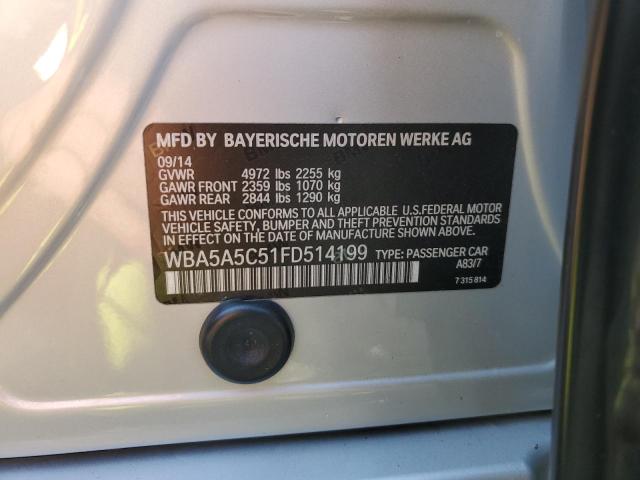 MFD BY BAYERISCHE MOTOREN WERKE AG
09/14
GVWR 4972 lbs 2255 kg
GAWR FRONT 2359 lbs 1070 kg
GAWR REAR 2844 lbs 1290 kg
THIS VEHICLE CONFORMS TO ALL APPLICABLE U.S.FEDERAL MOTOR
VEHICLE SAFETY, BUMPER, AND THEFT PREVENTION STANDARDS
IN EFFECT ON THE DATE OF MANUFACTURE SHOWN ABOVE.
WBA5A5C51FD514199 TYPE: PASSENGER CAR
A83/7
7 315 814